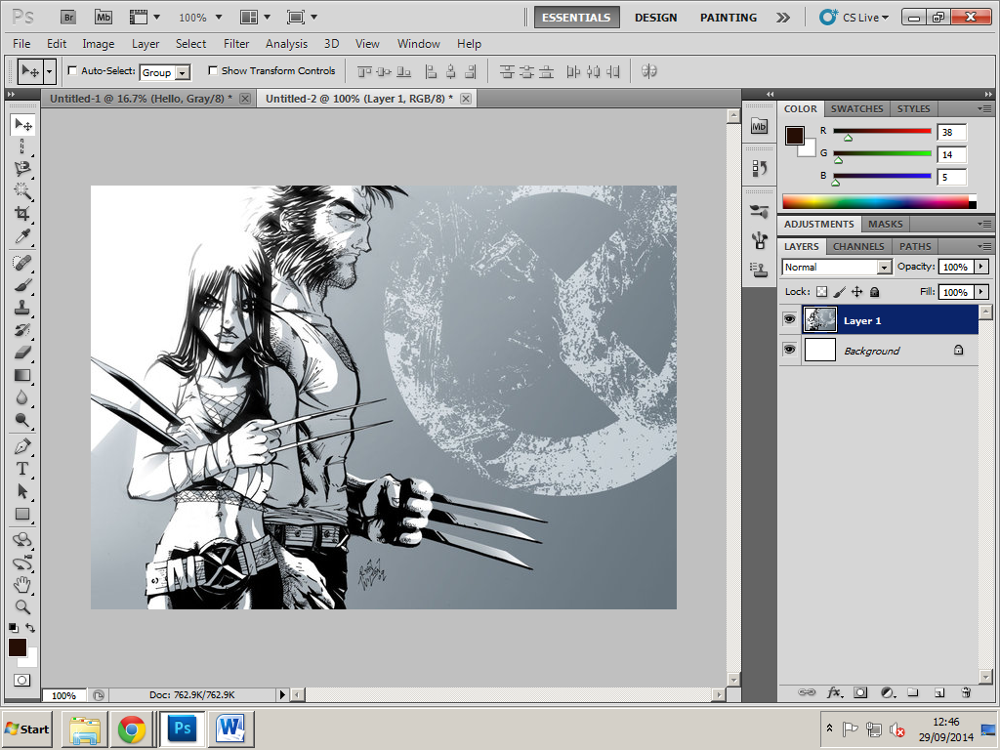 Ps Br Mb 100% ESSENTIALS DESIGN PAINTING CS Live
File Edit Image Layer Select Filter Analysis 3D View Window Help
Auto-Select: Group Show Transform Controls
Untitled-1 @ 16.7% (Hello, Gray/8) * Untitled-2 @ 100% (Layer 1, RGB/8) *
Mb
COLOR SWATCHES STYLES
R 38
G 14
B 5
ADJUSTMENTS MASKS
LAYERS CHANNELS PATHS
Normal Opacity: 100%
Lock: Fill: 100%
Layer 1
Background
T
100% Doc: 762.9K/762.9K
fx
Start Ps W 12:46
29/09/2014